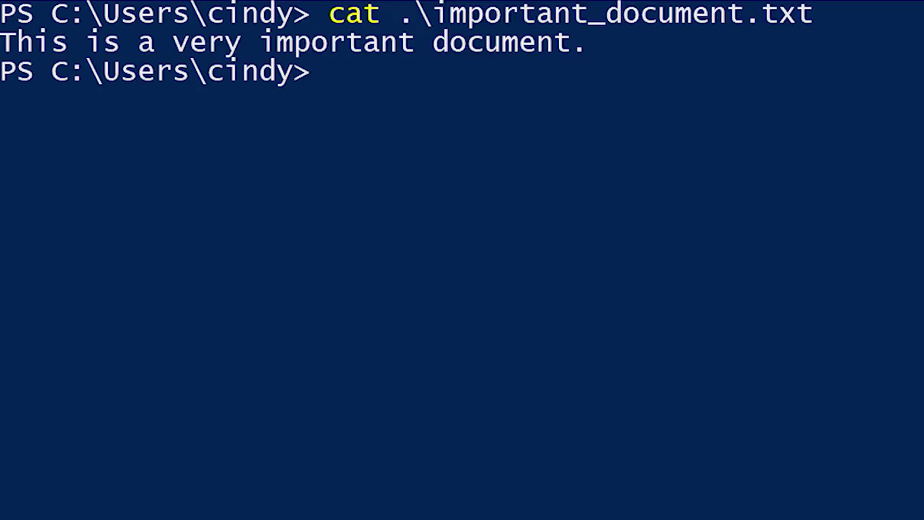 PS C:\Users\cindy> cat .\important_document.txt
This is a very important document.
PS C:\Users\cindy>